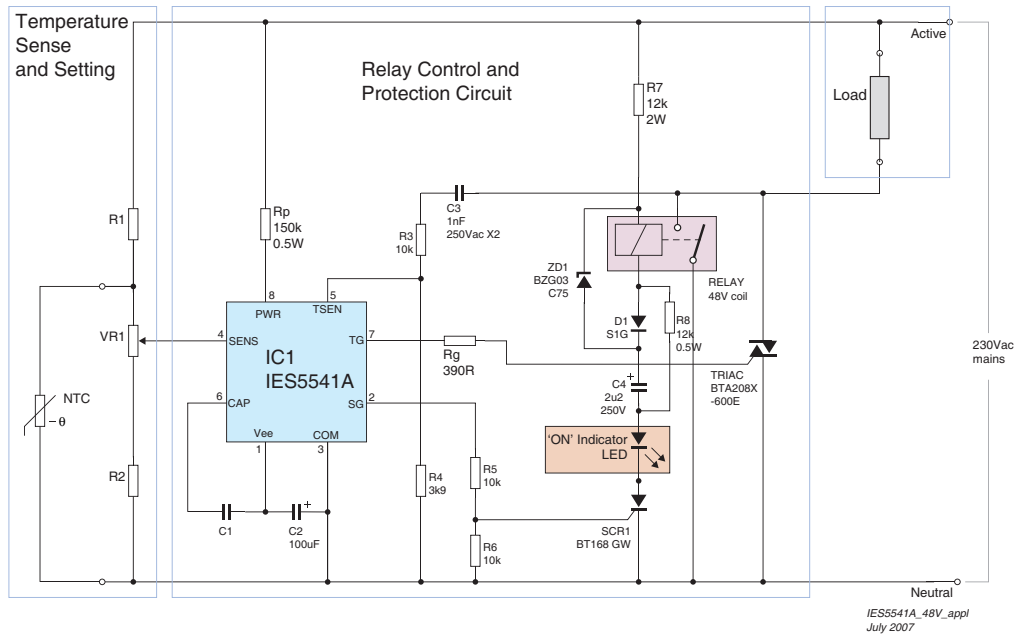 Temperature
Sense
and Setting
Relay Control and
Protection Circuit
Active
R7
12k
2W
Load
R1
Rp
150k
0.5W
R3
10k
C3
1nF
250Vac X2
ZD1
BZG03
C75
RELAY
48V coil
8
5
PWR
TSEN
VR1
4
SENS
TG
7
IC1
IES5541A
Rg
390R
D1
S1G
R8
12k
0.5W
230Vac
mains
TRIAC
BTA208X
-600E
NTC
-θ
6
CAP
SG
2
C4
+
2u2
250V
Vee
COM
1
3
'ON' Indicator
LED
R2
R4
3k9
R5
10k
C1
C2
+
100uF
R6
10k
SCR1
BT168 GW
Neutral
IES5541A_48V_appl
July 2007